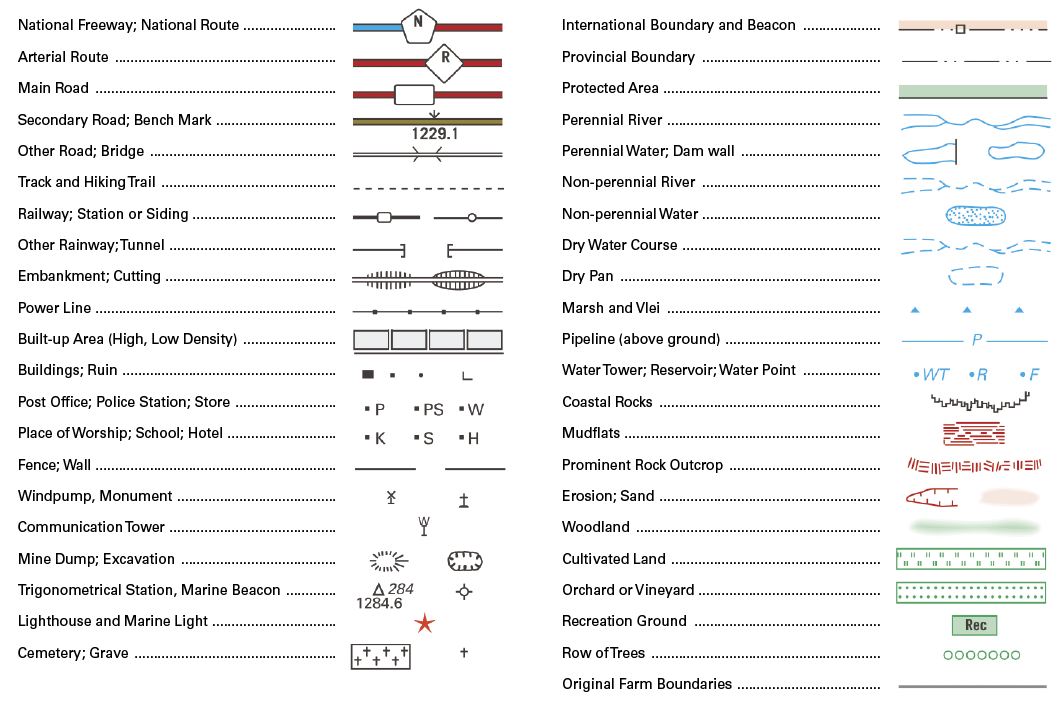 National Freeway; National Route
N
Arterial Route
R
Main Road
Secondary Road; Bench Mark
1229.1
Other Road; Bridge
Track and Hiking Trail
Railway; Station or Siding
Other Rainway; Tunnel
Embankment; Cutting
Power Line
Built-up Area (High, Low Density)
Buildings; Ruin
Post Office; Police Station; Store
P PS W
Place of Worship; School; Hotel
K S H
Fence; Wall
Windpump, Monument
Communication Tower
W
Mine Dump; Excavation
Trigonometrical Station, Marine Beacon
284
1284.6
Lighthouse and Marine Light
Cemetery; Grave
International Boundary and Beacon
Provincial Boundary
Protected Area
Perennial River
Perennial Water; Dam wall
Non-perennial River
Non-perennial Water
Dry Water Course
Dry Pan
Marsh and Vlei
Pipeline (above ground)
P
Water Tower; Reservoir; Water Point
WT R F
Coastal Rocks
Mudflats
Prominent Rock Outcrop
Erosion; Sand
Woodland
Cultivated Land
Orchard or Vineyard
Recreation Ground
Rec
Row of Trees
Original Farm Boundaries